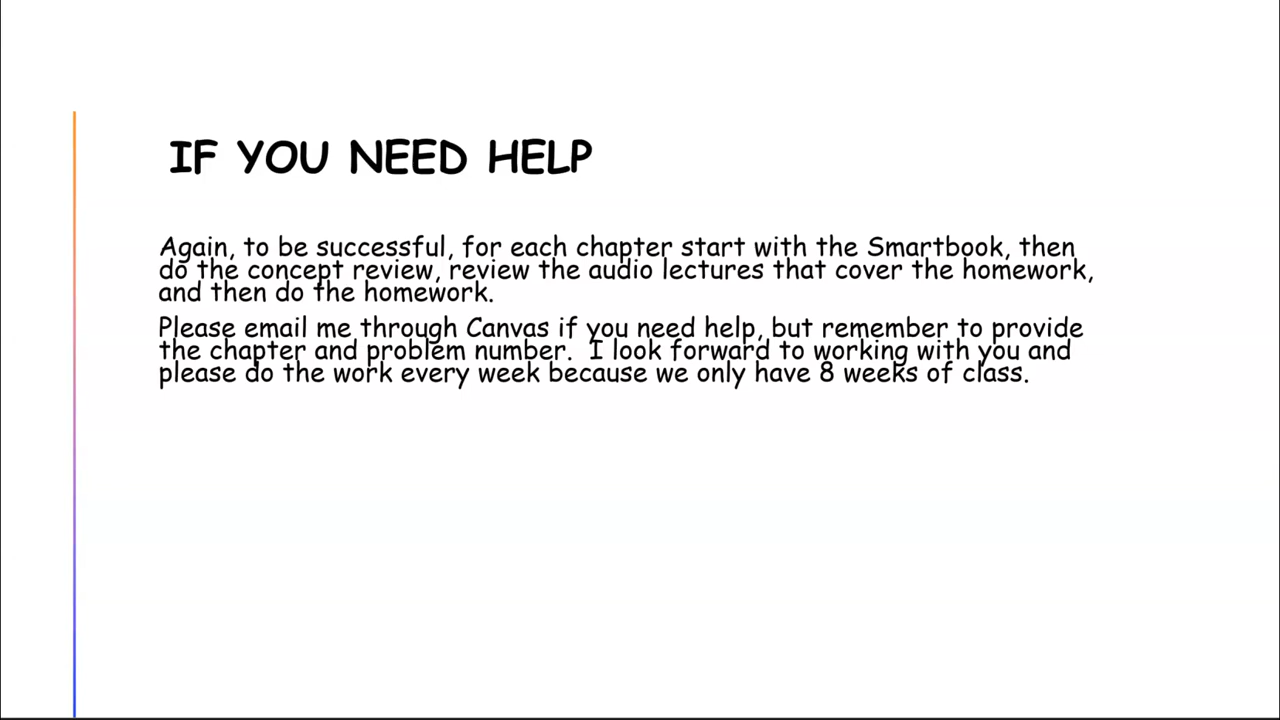 IF YOU NEED HELP
Again, to be successful, for each chapter start with the Smartbook, then
do the concept review, review the audio lectures that cover the homework,
and then do the homework.
Please email me through Canvas if you need help, but remember to provide
the chapter and problem number.  I look forward to working with you and
please do the work every week because we only have 8 weeks of class.